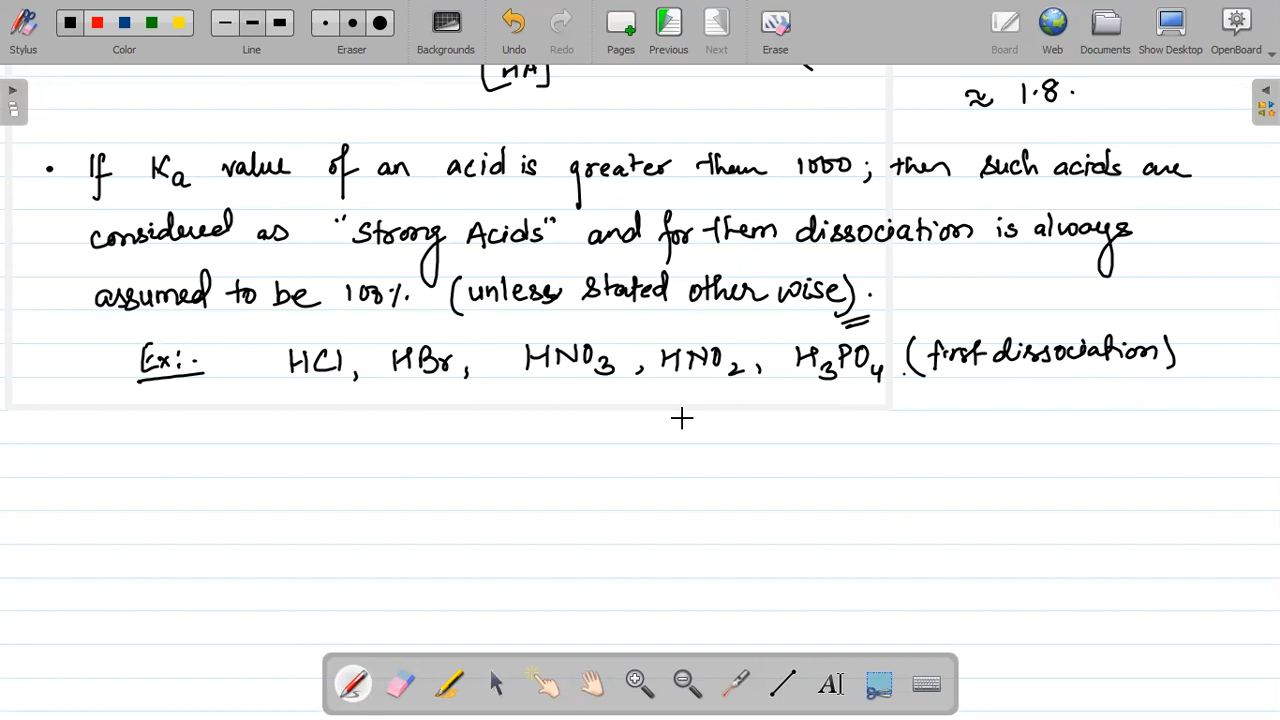 Stylus Color Line Eraser Backgrounds Undo Redo Pages Previous Next Erase Board Web Documents Show Desktop OpenBoard
[HA]
≈ 1.8.
• If Ka value of an acid is greater than 1000; then such acids are
considered as "Strong Acids" and for them dissociation is always
assumed to be 100% (unless stated other wise).
Ex:- HCl, HBr, HNO3, HNO2, H3PO4. (first dissociation)
AI